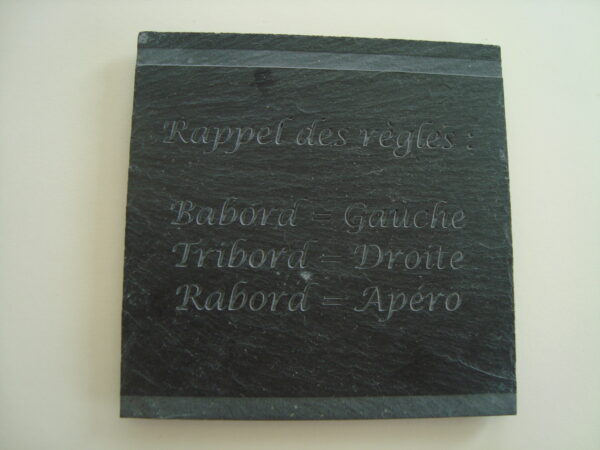 Rappel des règles :
Babord = Gauche
Tribord = Droite
Rabord = Apéro